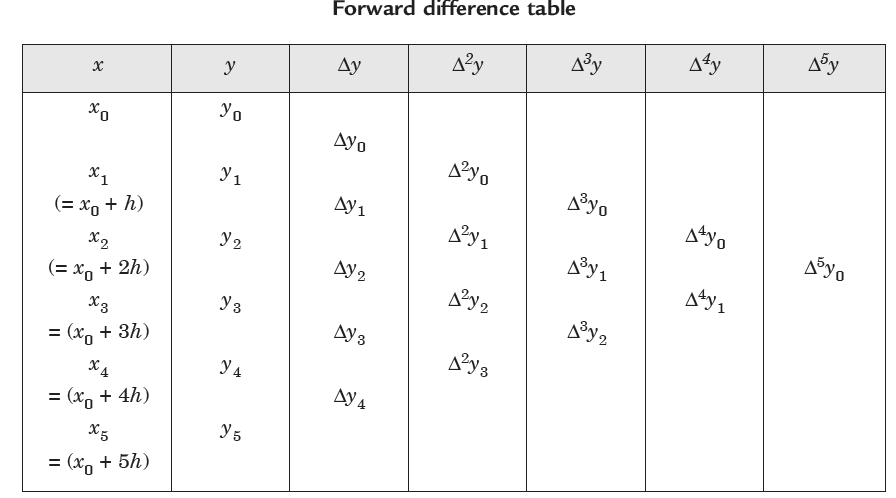 Forward difference table
x y Δy Δ²y Δ³y Δ⁴y Δ⁵y
x₀ y₀
Δy₀
x₁ y₁ Δ²y₀
(= x₀ + h) Δy₁ Δ³y₀
x₂ y₂ Δ²y₁ Δ⁴y₀
(= x₀ + 2h) Δy₂ Δ³y₁ Δ⁵y₀
x₃ y₃ Δ²y₂ Δ⁴y₁
= (x₀ + 3h) Δy₃ Δ³y₂
x₄ y₄ Δ²y₃
= (x₀ + 4h) Δy₄
x₅ y₅
= (x₀ + 5h)